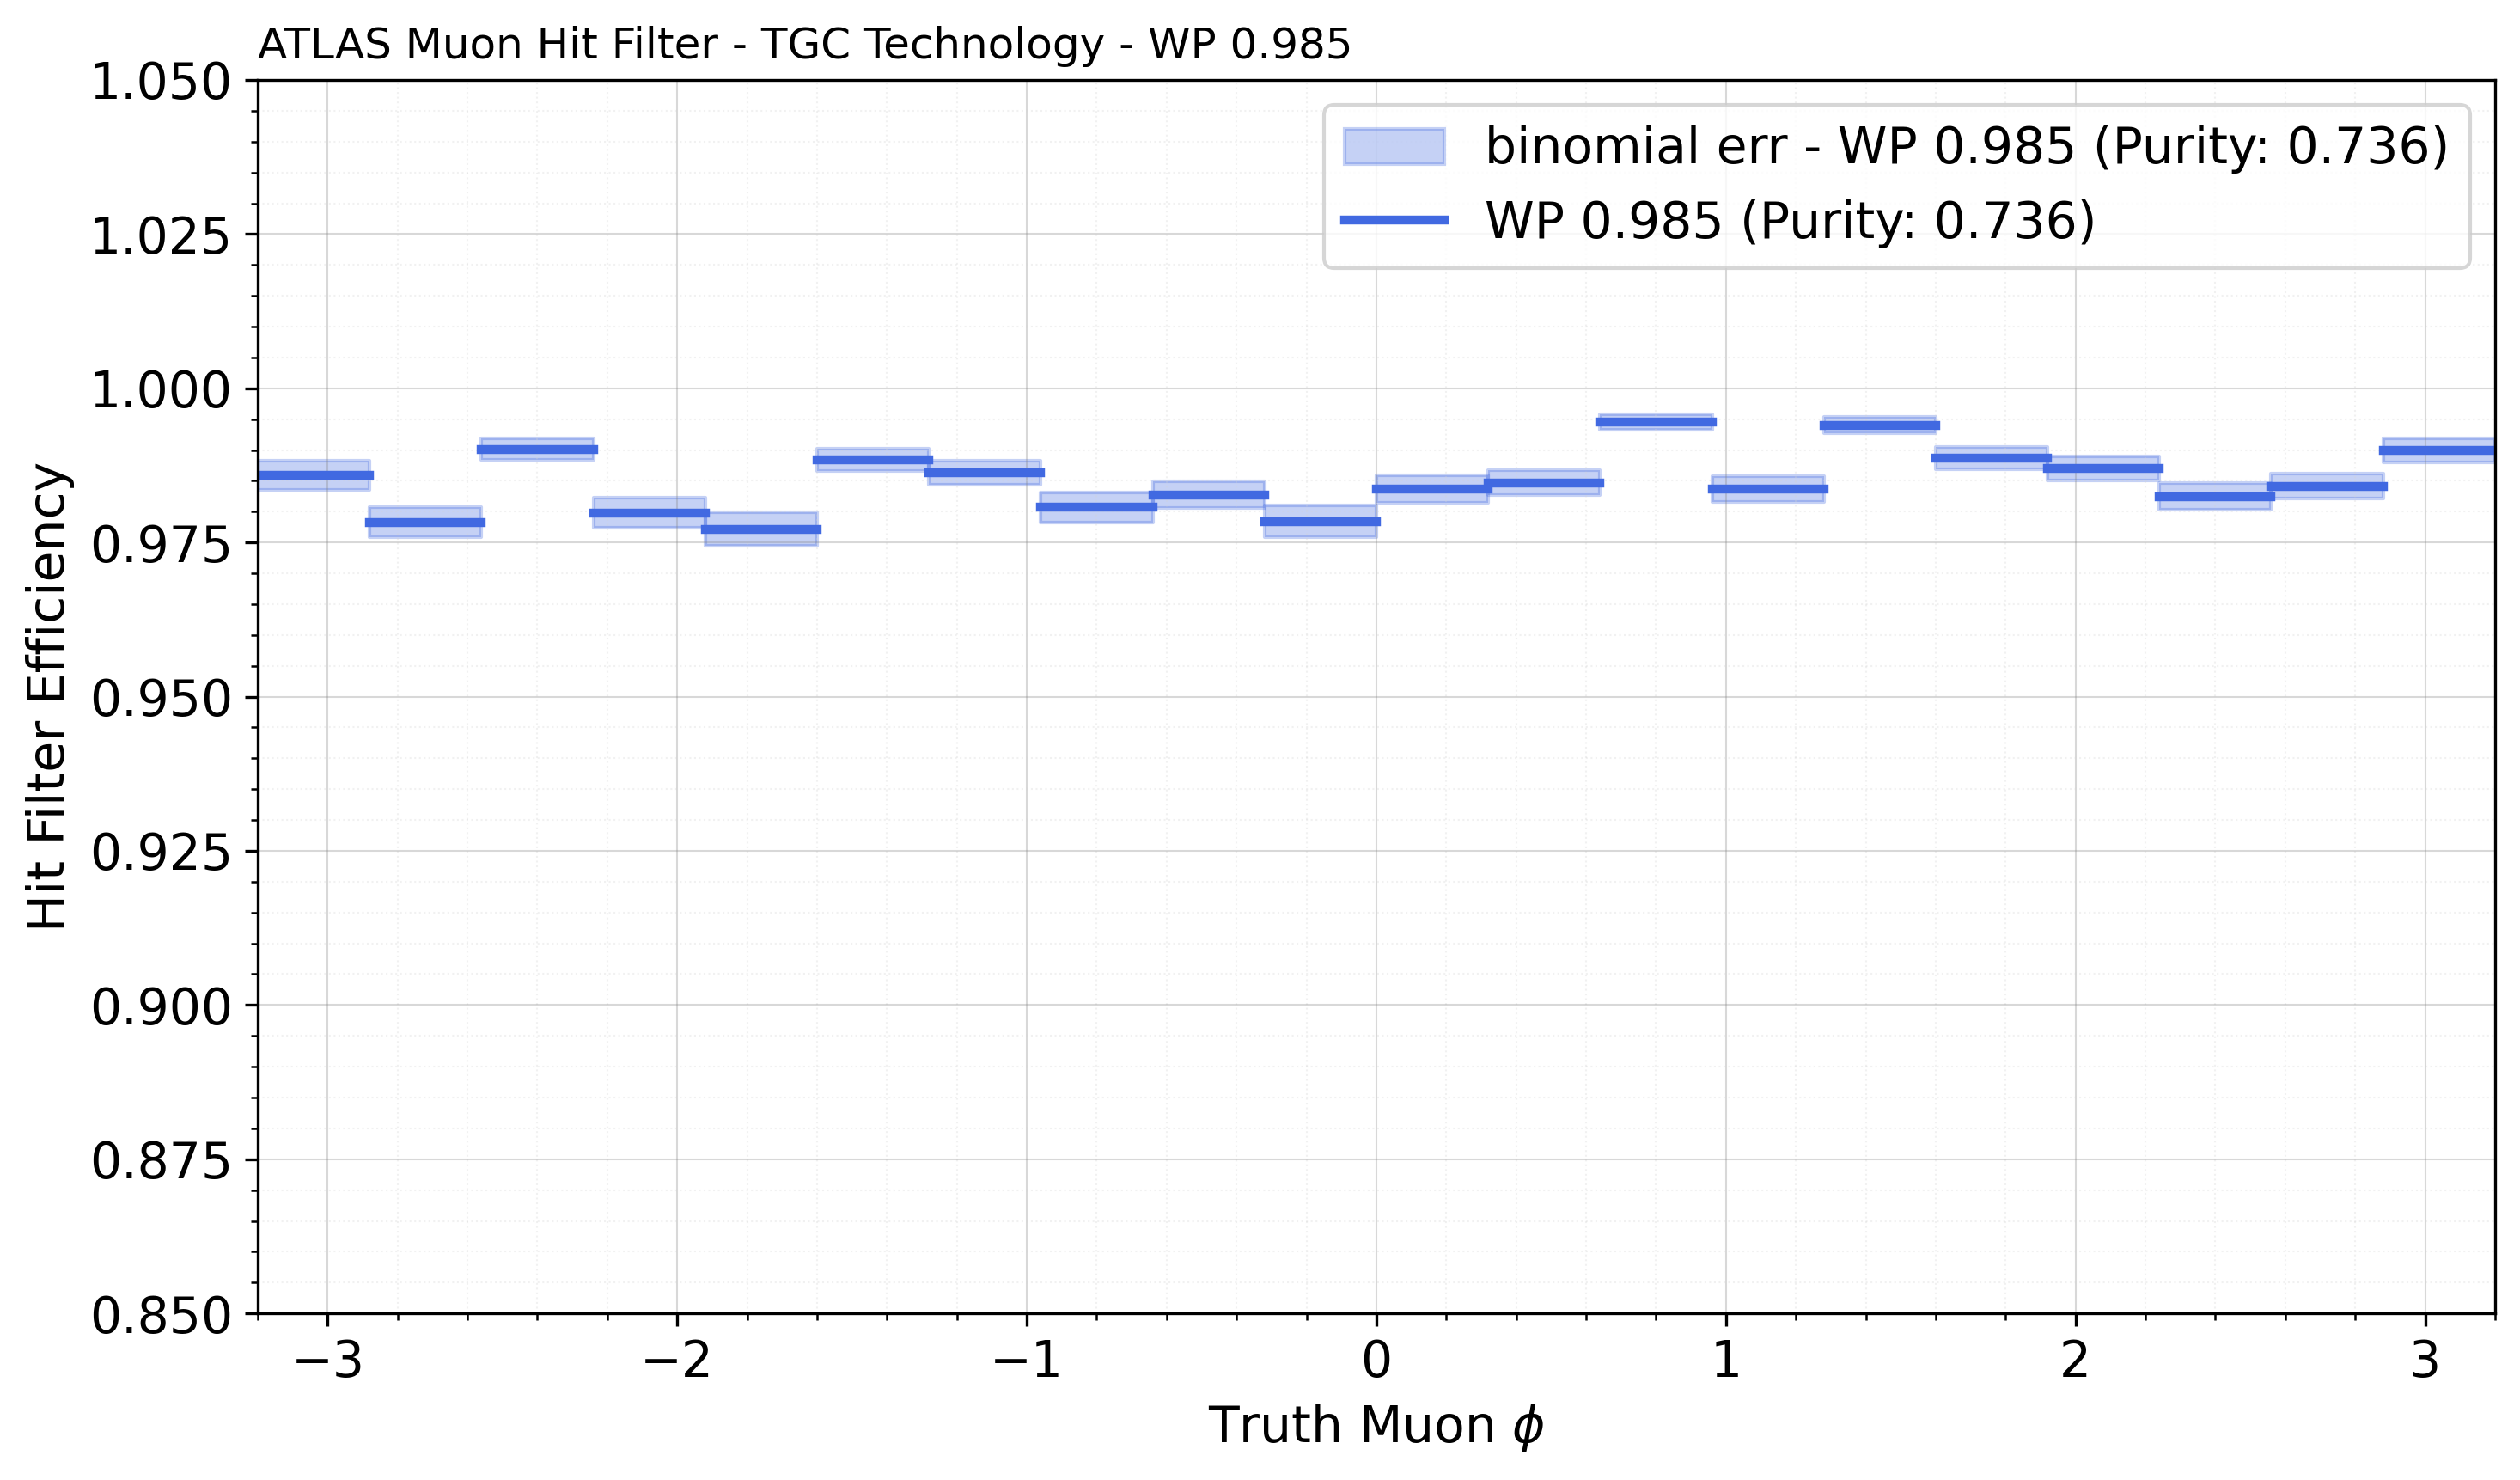 ATLAS Muon Hit Filter - TGC Technology - WP 0.985
binomial err - WP 0.985 (Purity: 0.736)
WP 0.985 (Purity: 0.736)
Hit Filter Efficiency
1.050
1.025
1.000
0.975
0.950
0.925
0.900
0.875
0.850
−3 −2 −1 0 1 2 3
Truth Muon ϕ